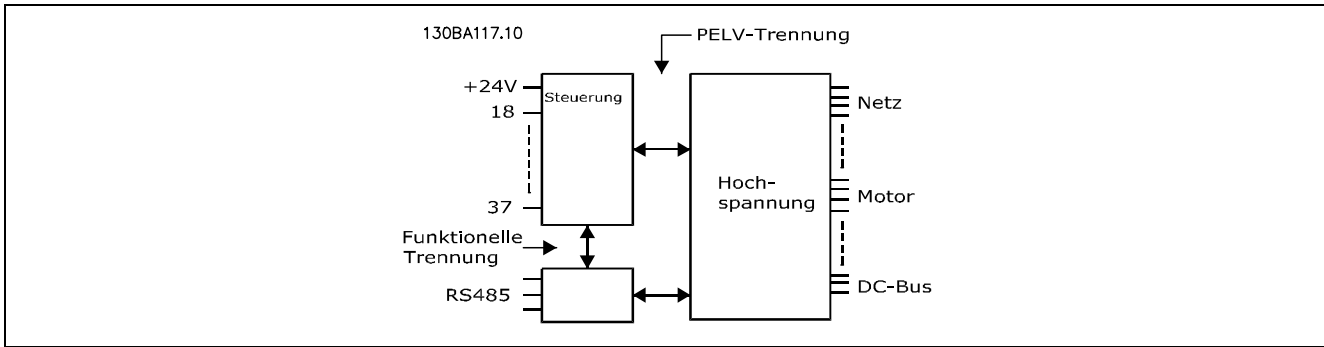 130BA117.10
PELV-Trennung
+24V
Steuerung
18
37
Hoch-
spannung
Netz
Motor
DC-Bus
Funktionelle
Trennung
RS485